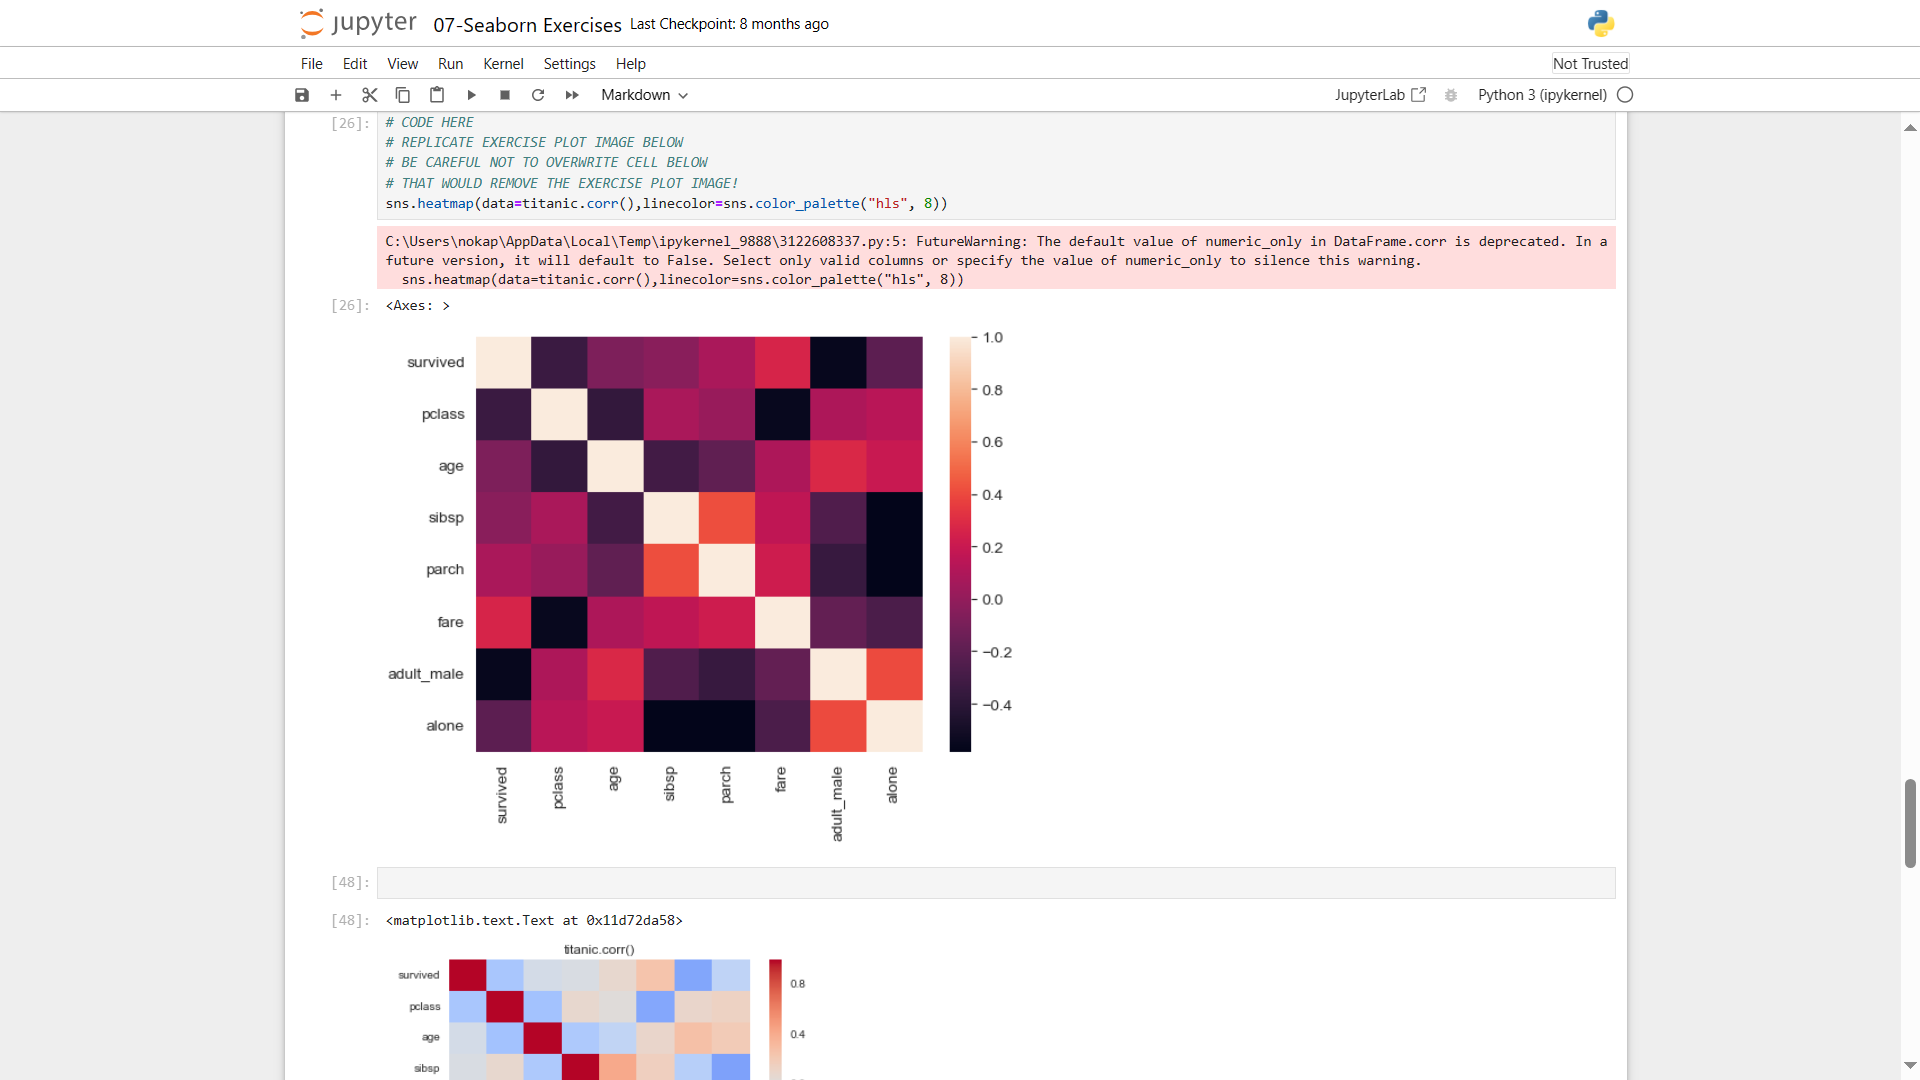 jupyter 07-Seaborn Exercises Last Checkpoint: 8 months ago
File Edit View Run Kernel Settings Help Not Trusted
Markdown JupyterLab Python 3 (ipykernel)
[26]: # CODE HERE
# REPLICATE EXERCISE PLOT IMAGE BELOW
# BE CAREFUL NOT TO OVERWRITE CELL BELOW
# THAT WOULD REMOVE THE EXERCISE PLOT IMAGE!
sns.heatmap(data=titanic.corr(),linecolor=sns.color_palette("hls", 8))
C:\Users\nokap\AppData\Local\Temp\ipykernel_9888\3122608337.py:5: FutureWarning: The default value of numeric_only in DataFrame.corr is deprecated. In a
future version, it will default to False. Select only valid columns or specify the value of numeric_only to silence this warning.
sns.heatmap(data=titanic.corr(),linecolor=sns.color_palette("hls", 8))
[26]: <Axes: >
survived
pclass
age
sibsp
parch
fare
adult_male
alone
survived
pclass
age
sibsp
parch
fare
adult_male
alone
1.0
0.8
0.6
0.4
0.2
0.0
−0.2
−0.4
[48]:
[48]: <matplotlib.text.Text at 0x11d72da58>
titanic.corr()
survived
pclass
age
sibsp
0.8
0.4